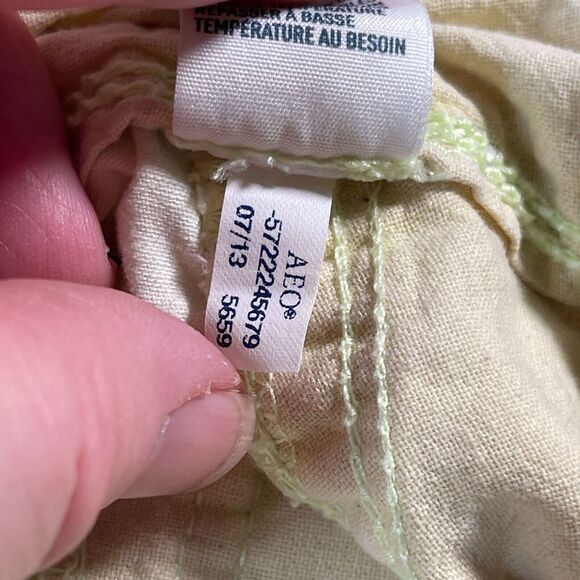 REPASSER À BASSE
TEMPÉRATURE AU BESOIN
AEO®
-5722245679
07/13 5659